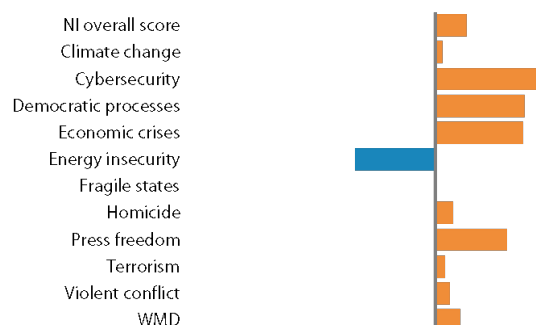 NI overall score
Climate change
Cybersecurity
Democratic processes
Economic crises
Energy insecurity
Fragile states
Homicide
Press freedom
Terrorism
Violent conflict
WMD